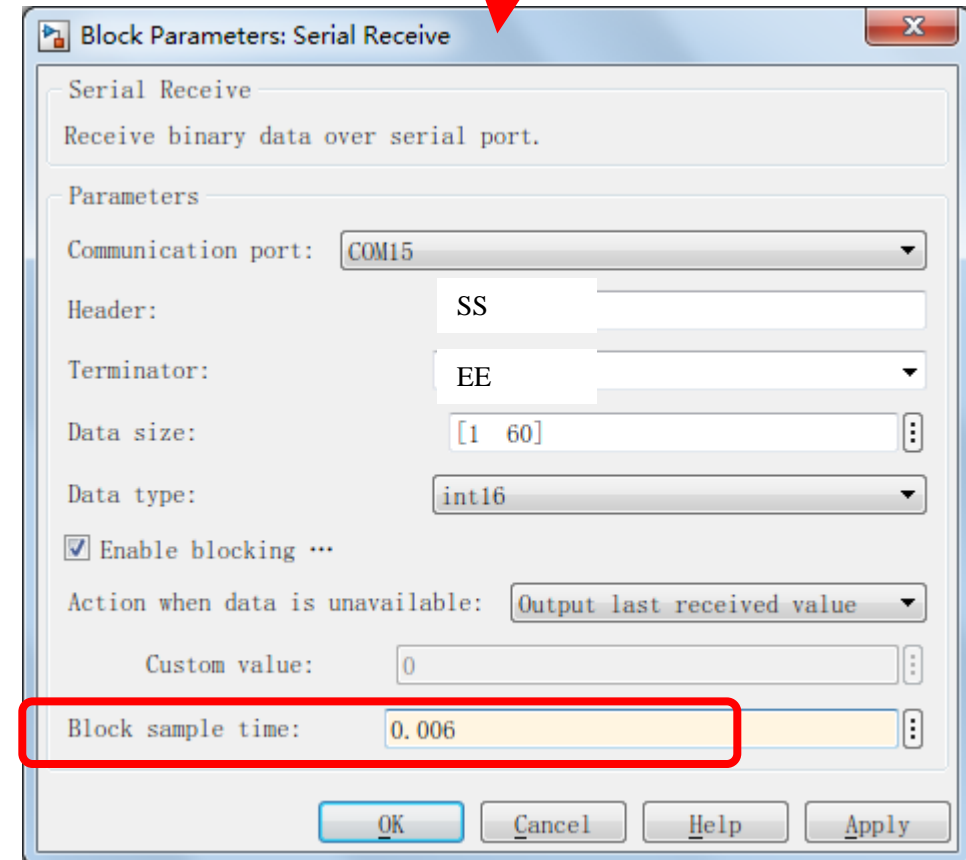 Block Parameters: Serial Receive
Serial Receive
Receive binary data over serial port.
Parameters
Communication port: COM15
Header: SS
Terminator: EE
Data size: [1 60]
Data type: int16
Enable blocking ...
Action when data is unavailable: Output last received value
Custom value: 0
Block sample time: 0.006
OK Cancel Help Apply